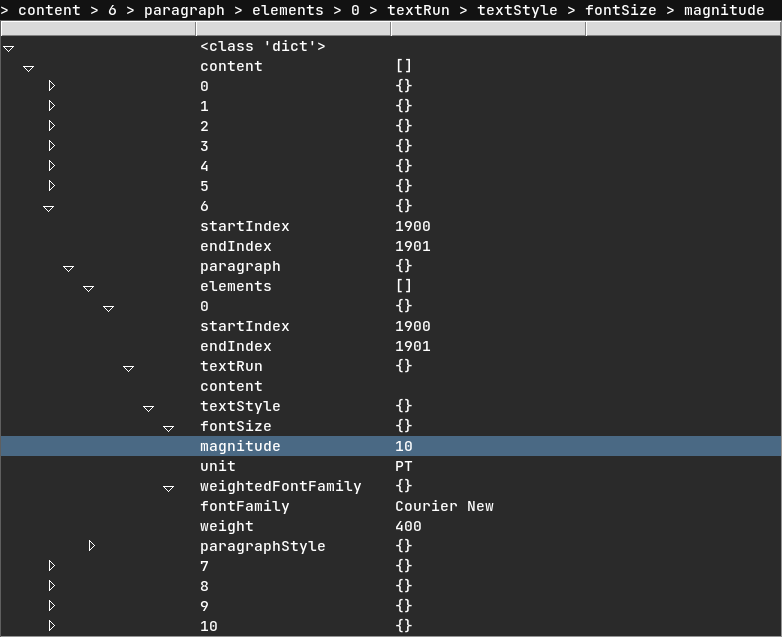 > content > 6 > paragraph > elements > 0 > textRun > textStyle > fontSize > magnitude
<class 'dict'>
content []
0 {}
1 {}
2 {}
3 {}
4 {}
5 {}
6 {}
startIndex 1900
endIndex 1901
paragraph {}
elements []
0 {}
startIndex 1900
endIndex 1901
textRun {}
content
textStyle {}
fontSize {}
magnitude 10
unit PT
weightedFontFamily {}
fontFamily Courier New
weight 400
paragraphStyle {}
7 {}
8 {}
9 {}
10 {}